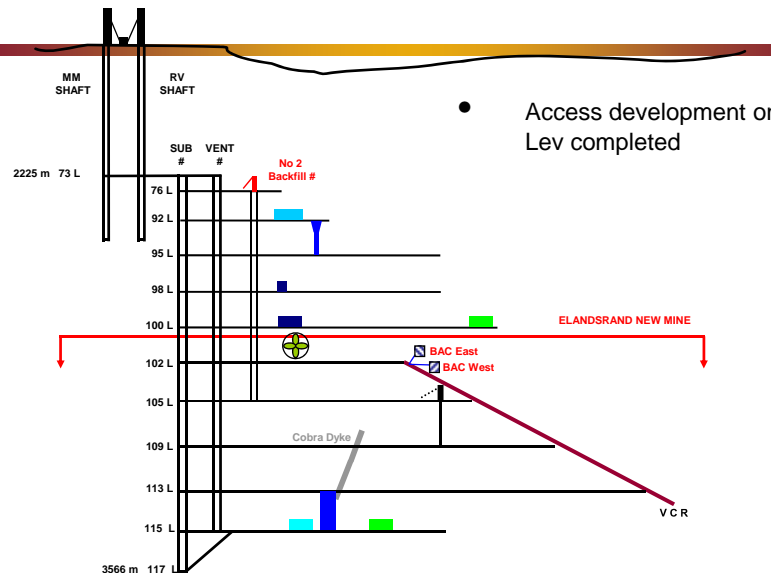 MM
SHAFT
RV
SHAFT
• Access development on
Lev completed
SUB
#
VENT
#
No 2
Backfill #
2225 m 73 L
76 L
92 L
95 L
98 L
100 L
ELANDSRAND NEW MINE
BAC East
102 L
BAC West
105 L
Cobra Dyke
109 L
113 L
V C R
115 L
3566 m 117 L